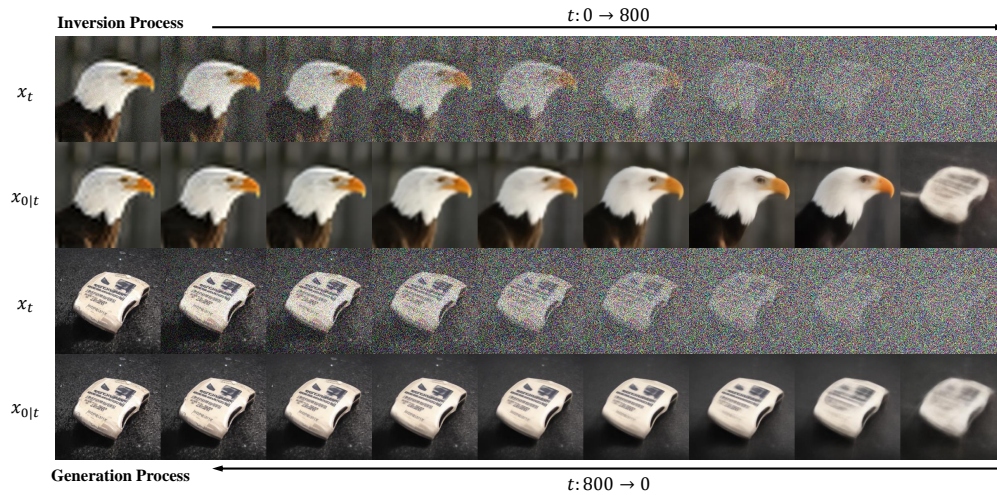 t: 0 → 800
Inversion Process
x_t
x_{0|t}
x_t
x_{0|t}
Generation Process
t: 800 → 0